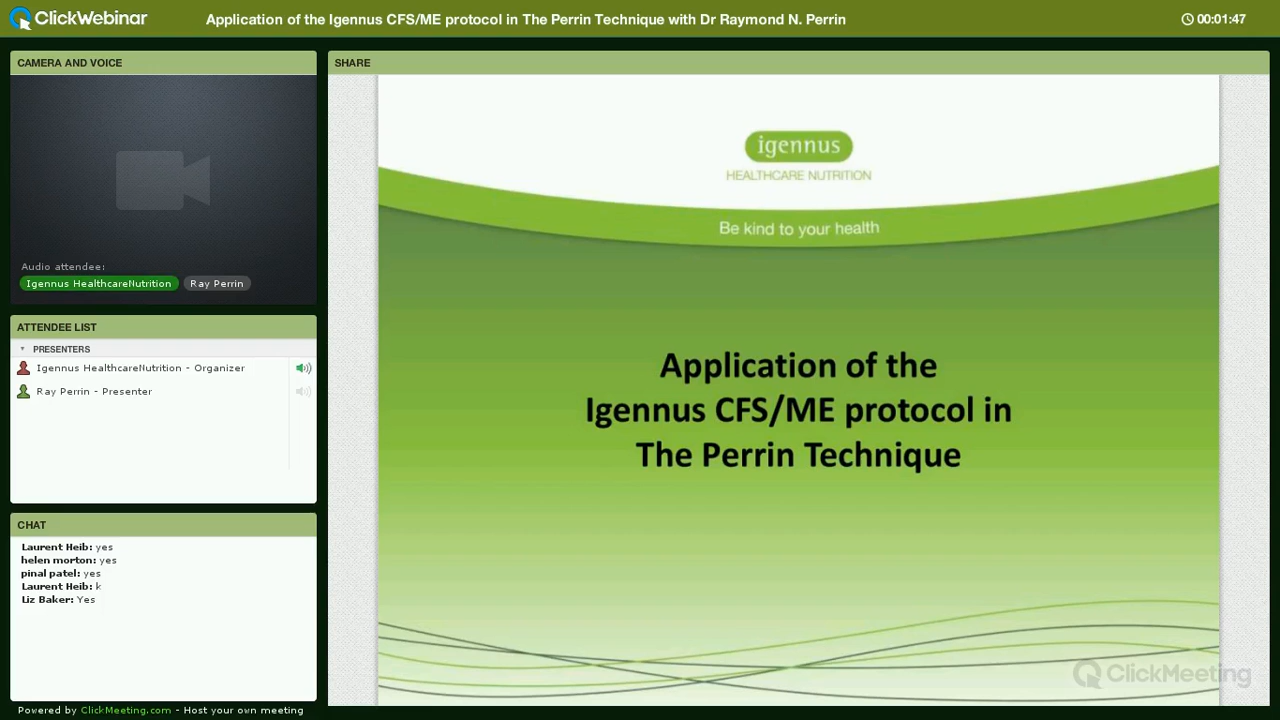 ClickWebinar
Application of the Igennus CFS/ME protocol in The Perrin Technique with Dr Raymond N. Perrin
00:01:47
CAMERA AND VOICE
Audio attendee:
Igennus HealthcareNutrition
Ray Perrin
ATTENDEE LIST
PRESENTERS
Igennus HealthcareNutrition - Organizer
Ray Perrin - Presenter
CHAT
Laurent Heib: yes
helen morton: yes
pinal patel: yes
Laurent Heib: k
Liz Baker: Yes
Powered by ClickMeeting.com - Host your own meeting
SHARE
igennus
HEALTHCARE NUTRITION
Be kind to your health
Application of the
Igennus CFS/ME protocol in
The Perrin Technique
ClickMeeting